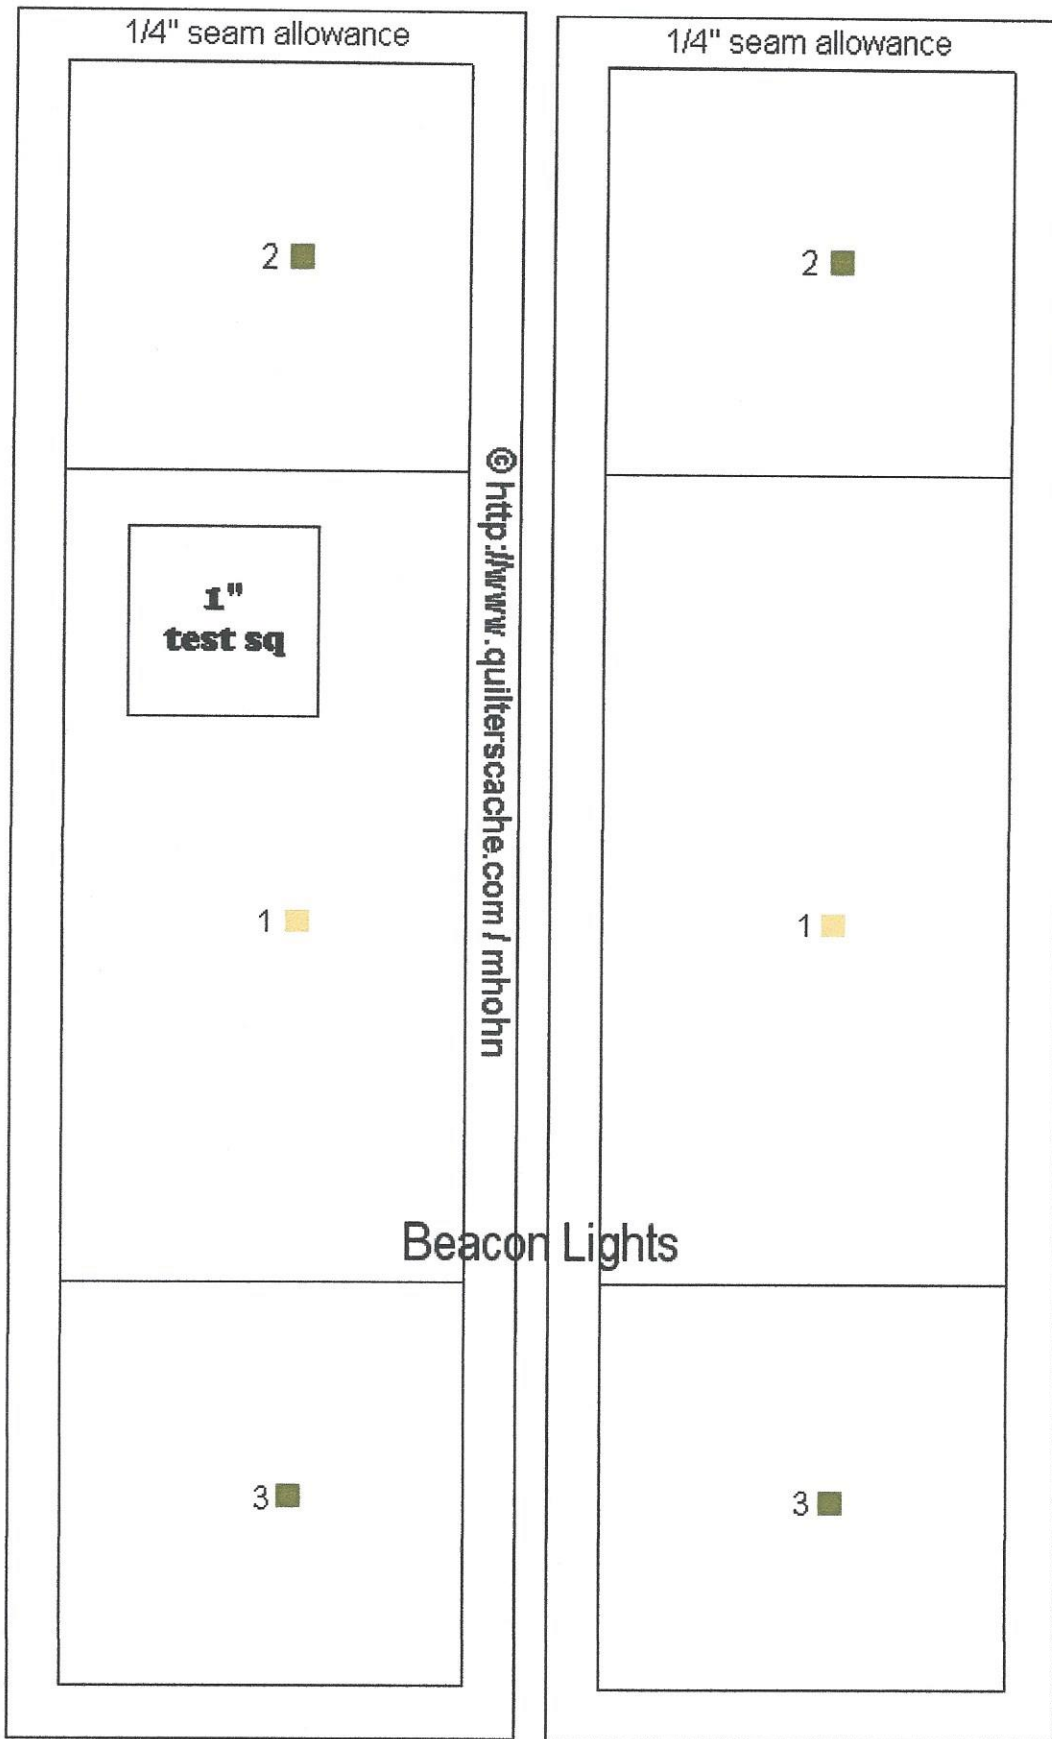 1/4" seam allowance
2
1"
test sq
1
3
© http://www.quilterscache.com / mhohn
Beacon Lights
1/4" seam allowance
2
1
3